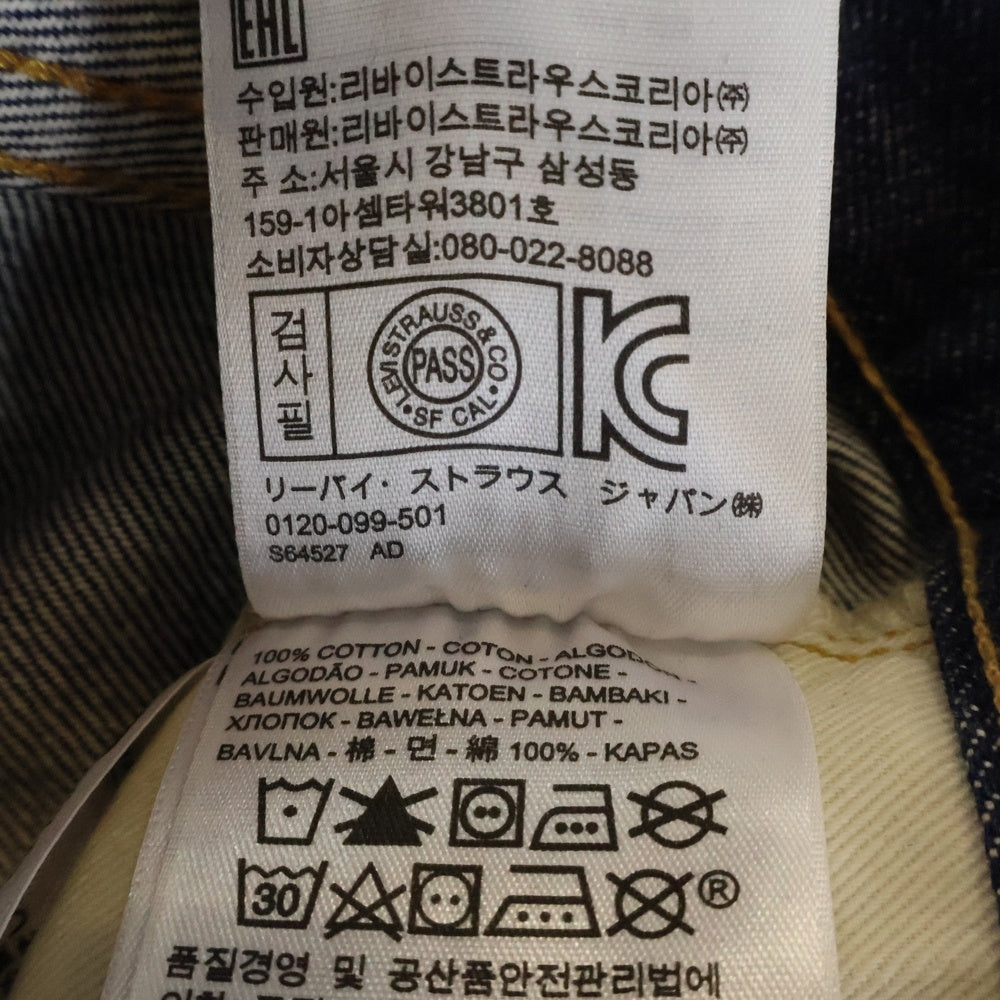 EAC
수입원:리바이스트라우스코리아㈜
판매원:리바이스트라우스코리아㈜
주 소:서울시 강남구 삼성동
159-1아셈타워3801호
소비자상담실:080-022-8088
검사필
LEVI STRAUSS & CO • SF CAL •
PASS
KC
リーバイ・ストラウス ジャパン㈱
0120-099-501
S64527 AD
100% COTTON - COTON - ALGODÓN -
ALGODÃO - PAMUK - COTONE -
BAUMWOLLE - KATOEN - BAMBAKI -
ХЛОПОК - BAWEŁNA - PAMUT -
BAVLNA - 棉 - 면 - 綿 100% - KAPAS
30 ®
품질경영 및 공산품안전관리법에